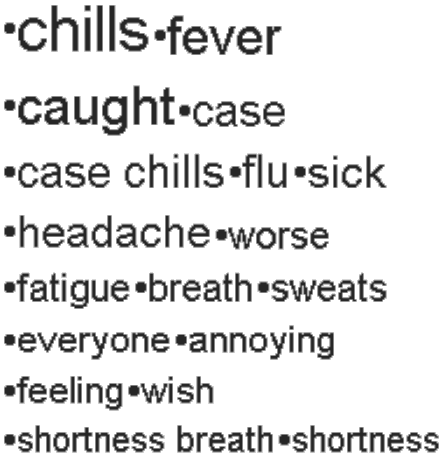 •chills•fever
•caught•case
•case chills•flu•sick
•headache•worse
•fatigue•breath•sweats
•everyone•annoying
•feeling•wish
•shortness breath•shortness